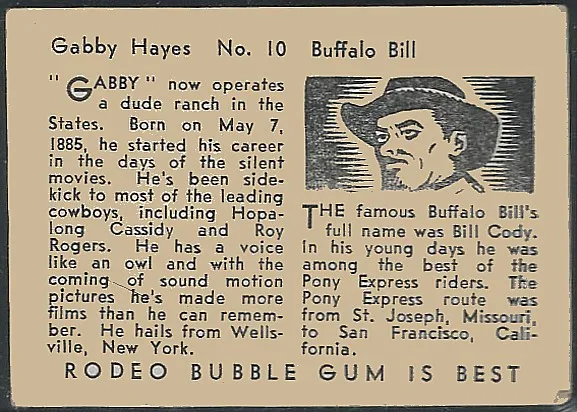 Gabby Hayes No. 10 Buffalo Bill
"GABBY" now operates
a dude ranch in the
States. Born on May 7,
1885, he started his career
in the days of the silent
movies. He's been side-
kick to most of the leading
cowboys, including Hopa-
long Cassidy and Roy
Rogers. He has a voice
like an owl and with the
coming of sound motion
pictures he's made more
films than he can remem-
ber. He hails from Wells-
ville, New York.
THE famous Buffalo Bill's
full name was Bill Cody.
In his young days he was
among the best of the
Pony Express riders. The
Pony Express route was
from St. Joseph, Missouri,
to San Francisco, Cali-
fornia.
RODEO BUBBLE GUM IS BEST